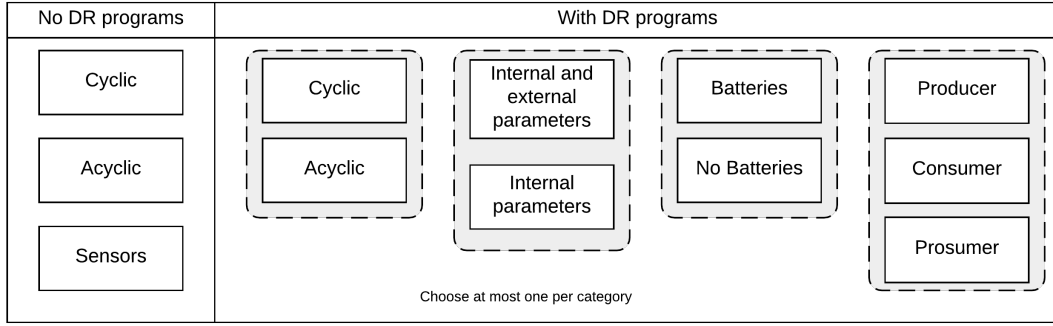 No DR programs
With DR programs
Cyclic
Acyclic
Sensors
Cyclic
Acyclic
Internal and
external
parameters
Internal
parameters
Batteries
No Batteries
Producer
Consumer
Prosumer
Choose at most one per category